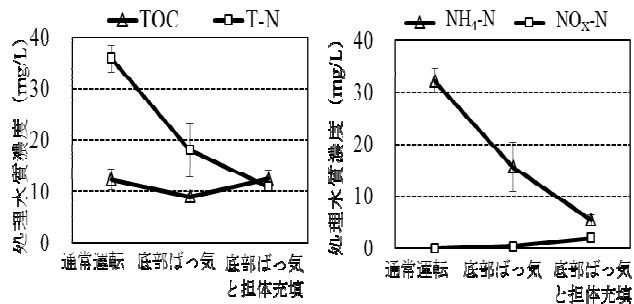 TOC T-N
処理水質濃度 (mg/L)
40
30
20
10
0
通常運転 底部ばっ気 底部ばっ気
と担体充填
NH₄-N NOₓ-N
処理水質濃度 (mg/L)
40
30
20
10
0
通常運転 底部ばっ気 底部ばっ気
と担体充填